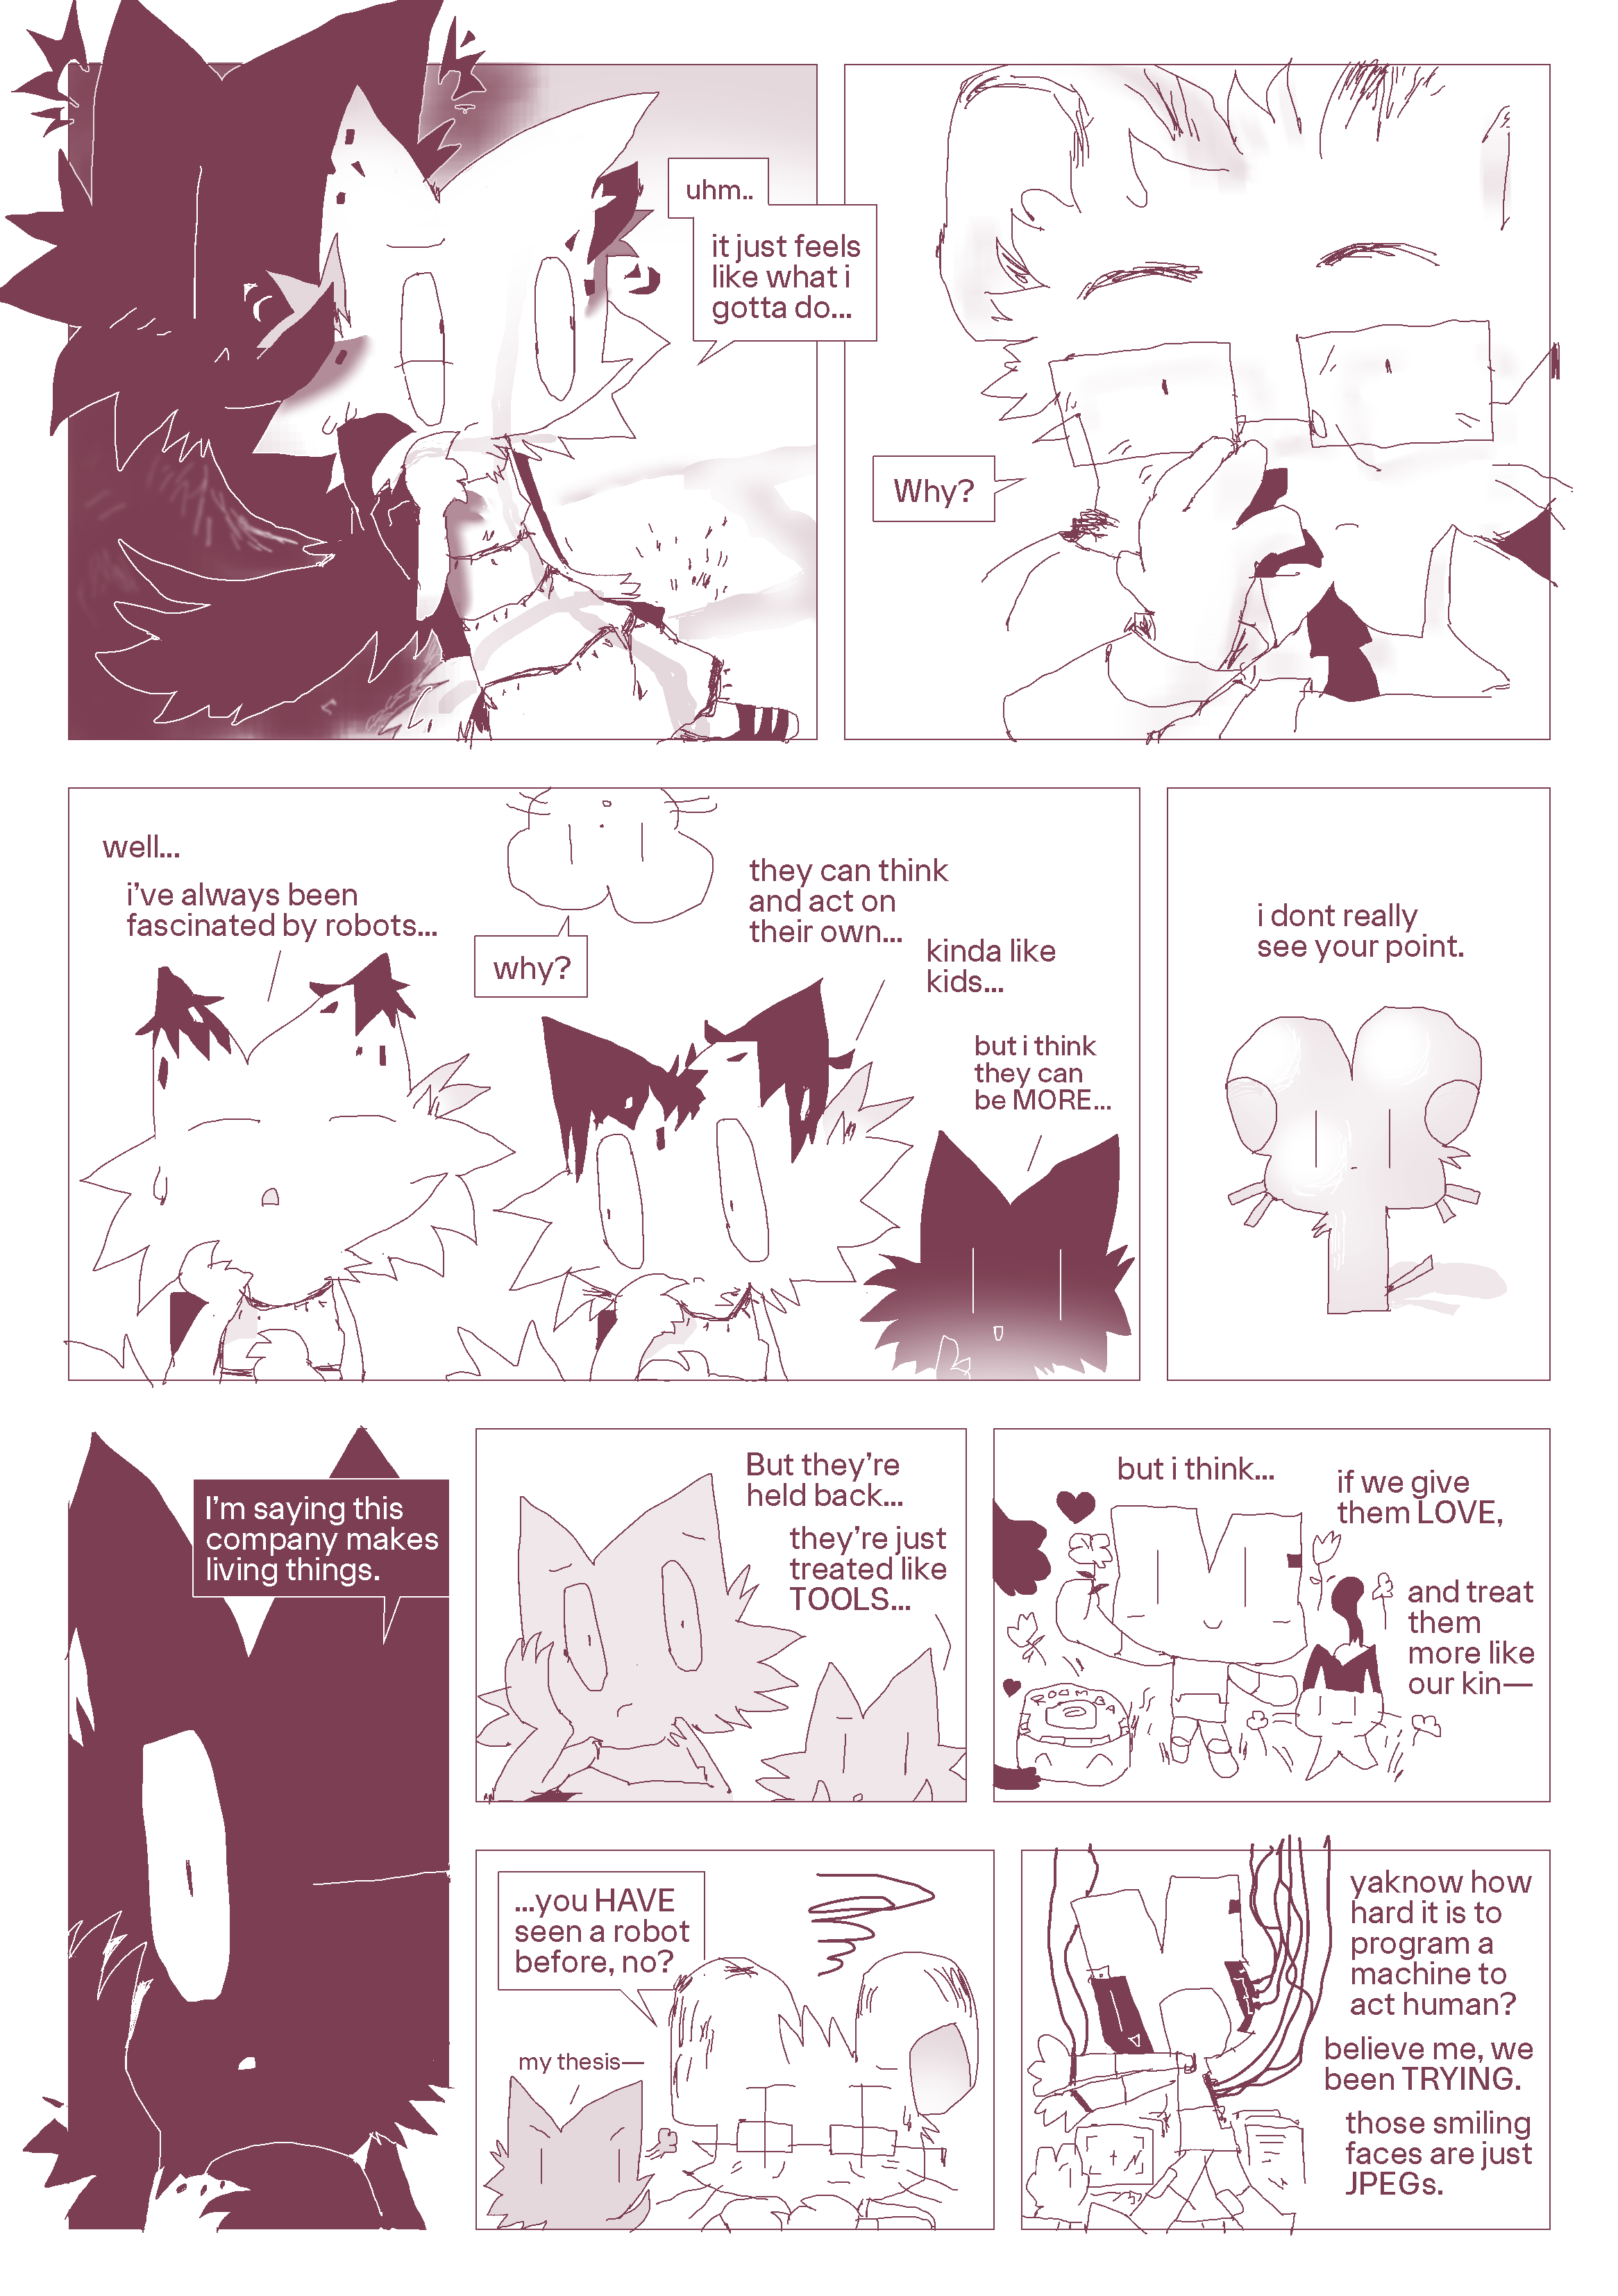 uhm..
it just feels
like what i
gotta do...
Why?
well...
i've always been
fascinated by robots...
why?
they can think
and act on
their own...
kinda like
kids...
but i think
they can
be MORE...
i dont really
see your point.
I'm saying this
company makes
living things.
But they're
held back...
they're just
treated like
TOOLS...
but i think...
if we give
them LOVE,
and treat
them
more like
our kin—
ROOMBA
...you HAVE
seen a robot
before, no?
my thesis—
yaknow how
hard it is to
program a
machine to
act human?
believe me, we
been TRYING.
those smiling
faces are just
JPEGs.